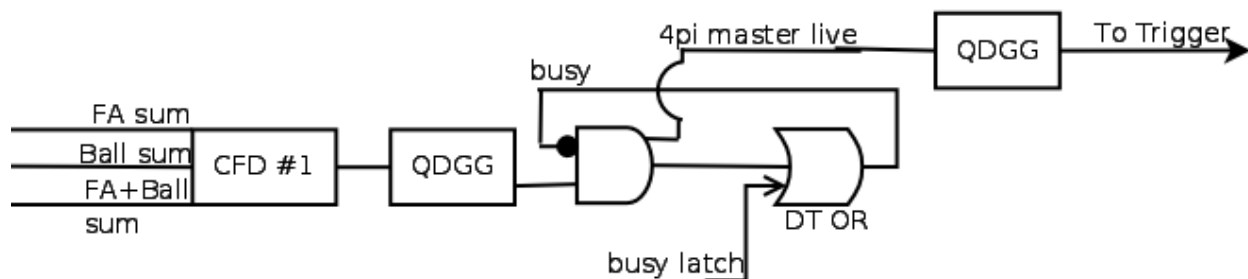 4pi master live
QDGG
To Trigger
busy
FA sum
Ball sum
FA+Ball
sum
CFD #1
QDGG
DT OR
busy latch